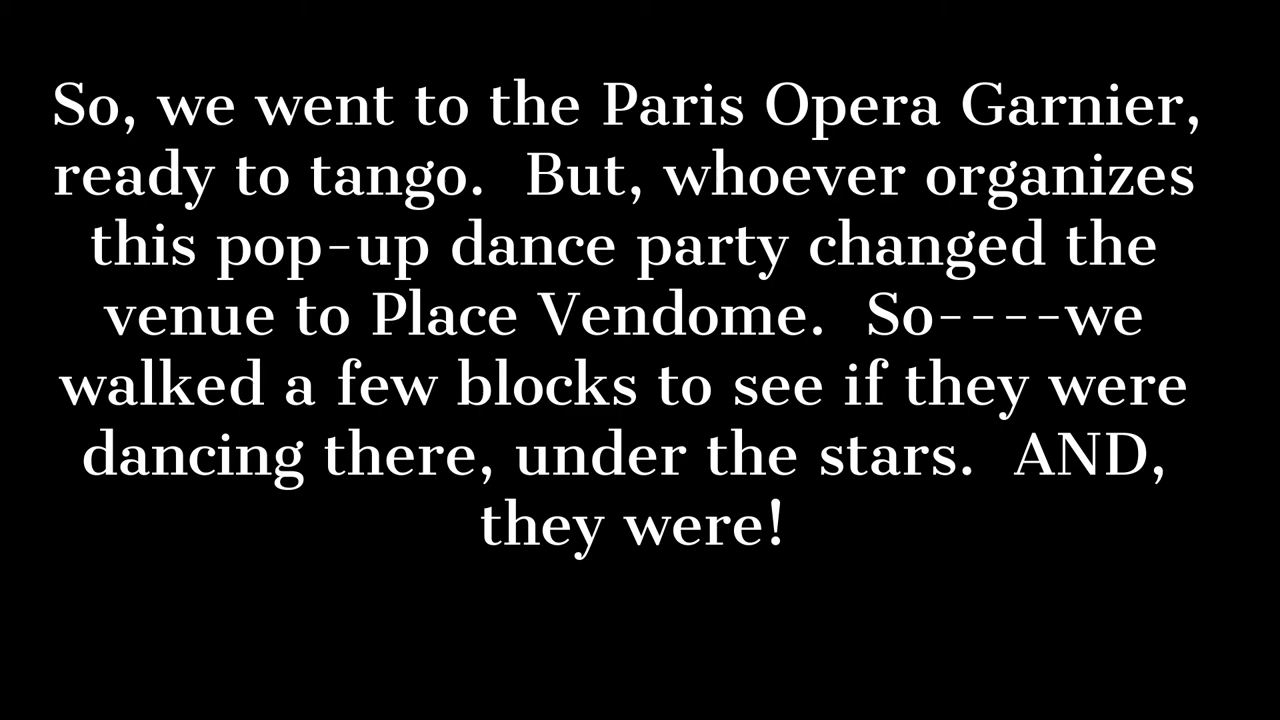 So, we went to the Paris Opera Garnier,
ready to tango.  But, whoever organizes
this pop-up dance party changed the
venue to Place Vendome.  So----we
walked a few blocks to see if they were
dancing there, under the stars.  AND,
they were!